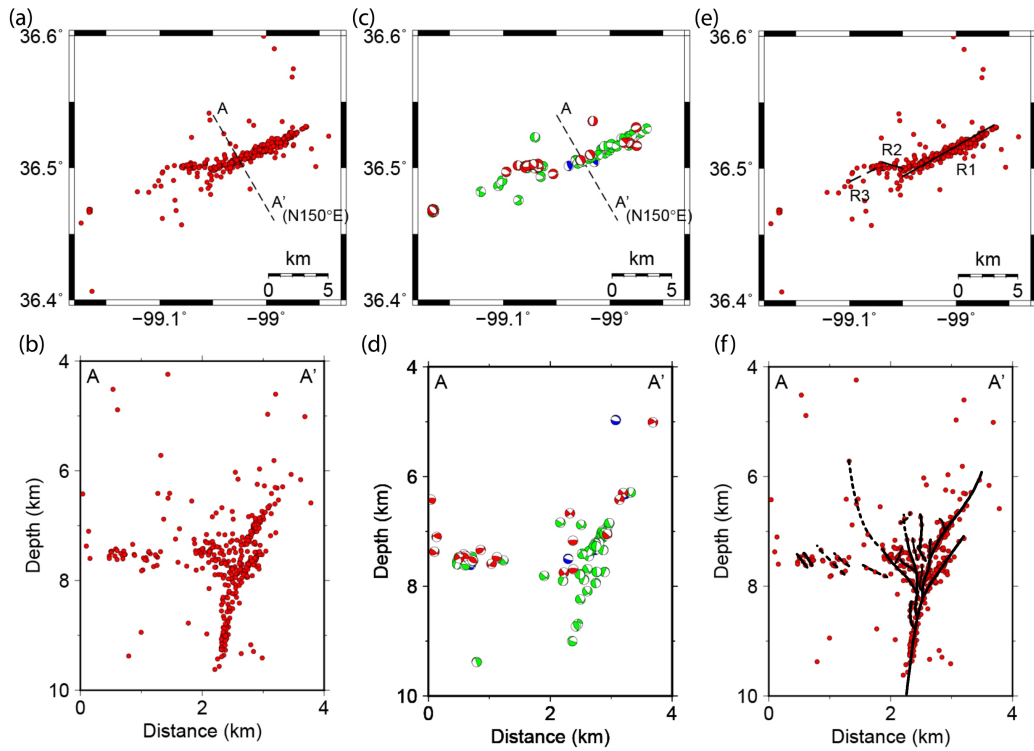 (a)
36.6°
A
36.5°
A’
(N150°E)
km
0 5
36.4°
−99.1° −99°
(c)
36.6°
A
36.5°
A’
(N150°E)
km
0 5
36.4°
−99.1° −99°
(e)
36.6°
R2
36.5°
R1
R3
km
0 5
36.4°
−99.1° −99°
(b)
4
A A’
6
Depth (km)
8
10
0 2 4
Distance (km)
(d)
4
A A’
6
Depth (km)
8
10
0 2 4
Distance (km)
(f)
4
A A’
6
Depth (km)
8
10
0 2 4
Distance (km)